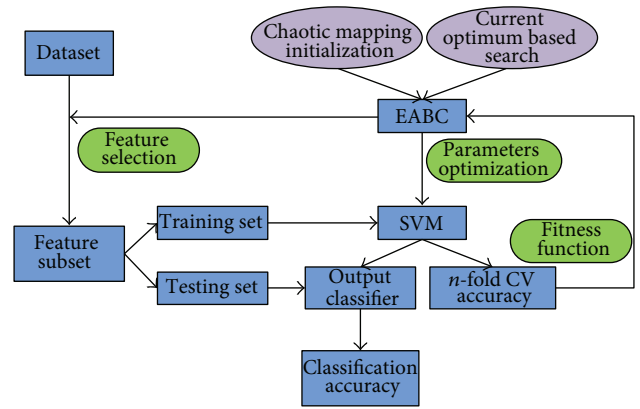 Dataset
Chaotic mapping
initialization
Current
optimum based
search
EABC
Feature
selection
Parameters
optimization
Feature
subset
Training set
SVM
Fitness
function
Testing set
Output
classifier
n-fold CV
accuracy
Classification
accuracy